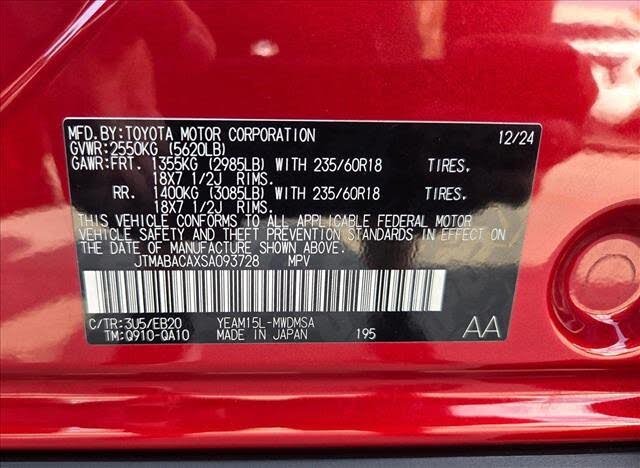 MFD.BY:TOYOTA MOTOR CORPORATION 12/24
GVWR:2550KG (5620LB)
GAWR:FRT. 1355KG (2985LB) WITH 235/60R18 TIRES,
18X7 1/2J RIMS.
RR. 1400KG (3085LB) WITH 235/60R18 TIRES,
18X7 1/2J RIMS.
THIS VEHICLE CONFORMS TO ALL APPLICABLE FEDERAL MOTOR
VEHICLE SAFETY AND THEFT PREVENTION STANDARDS IN EFFECT
ON THE DATE OF MANUFACTURE SHOWN ABOVE.
JTMABACAXSA093728 MPV
C/TR:3U5/EB20 YEAM15L-MWDMSA AA
TM:Q910-QA10 MADE IN JAPAN 195